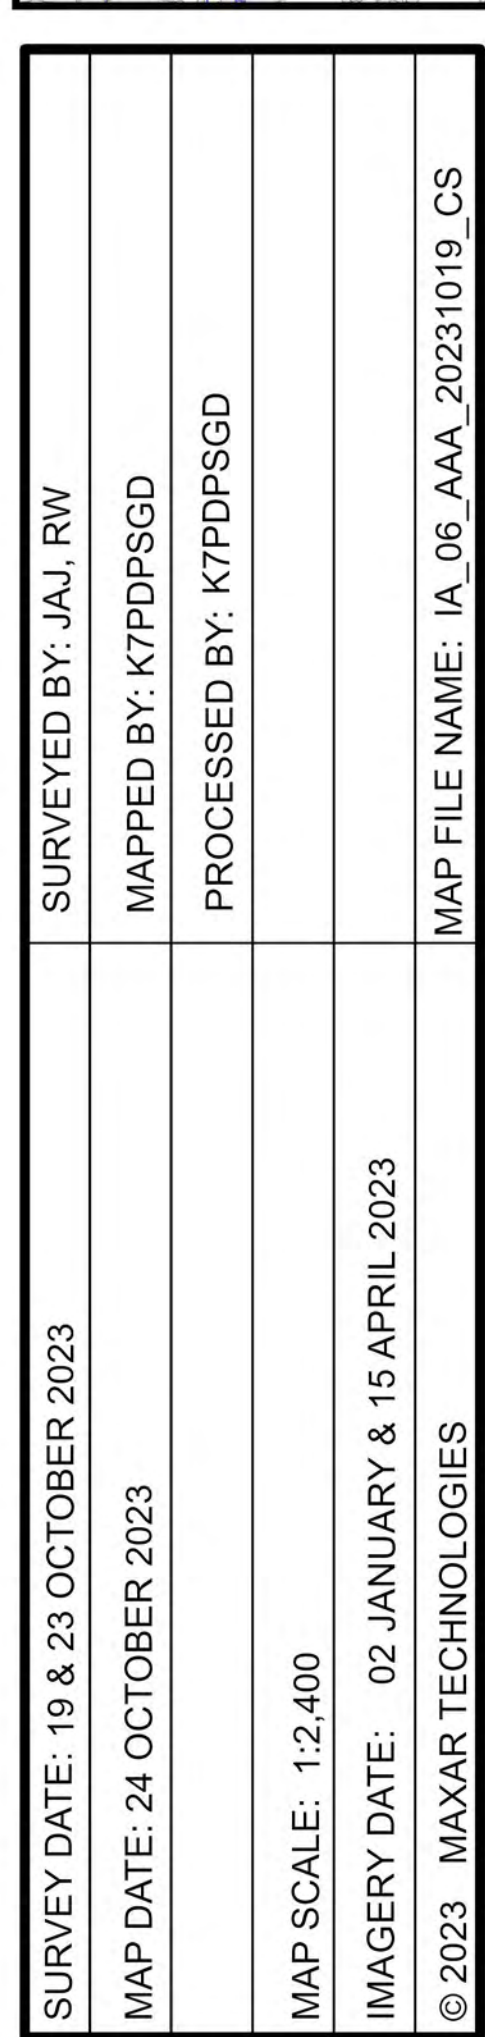 SURVEY DATE: 19 & 23 OCTOBER 2023
SURVEYED BY: JAJ, RW
MAP DATE: 24 OCTOBER 2023
MAPPED BY: K7PDPSGD
PROCESSED BY: K7PDPSGD
MAP SCALE: 1:2,400
IMAGERY DATE: 02 JANUARY & 15 APRIL 2023
© 2023 MAXAR TECHNOLOGIES
MAP FILE NAME: IA_06_AAA_20231019_CS